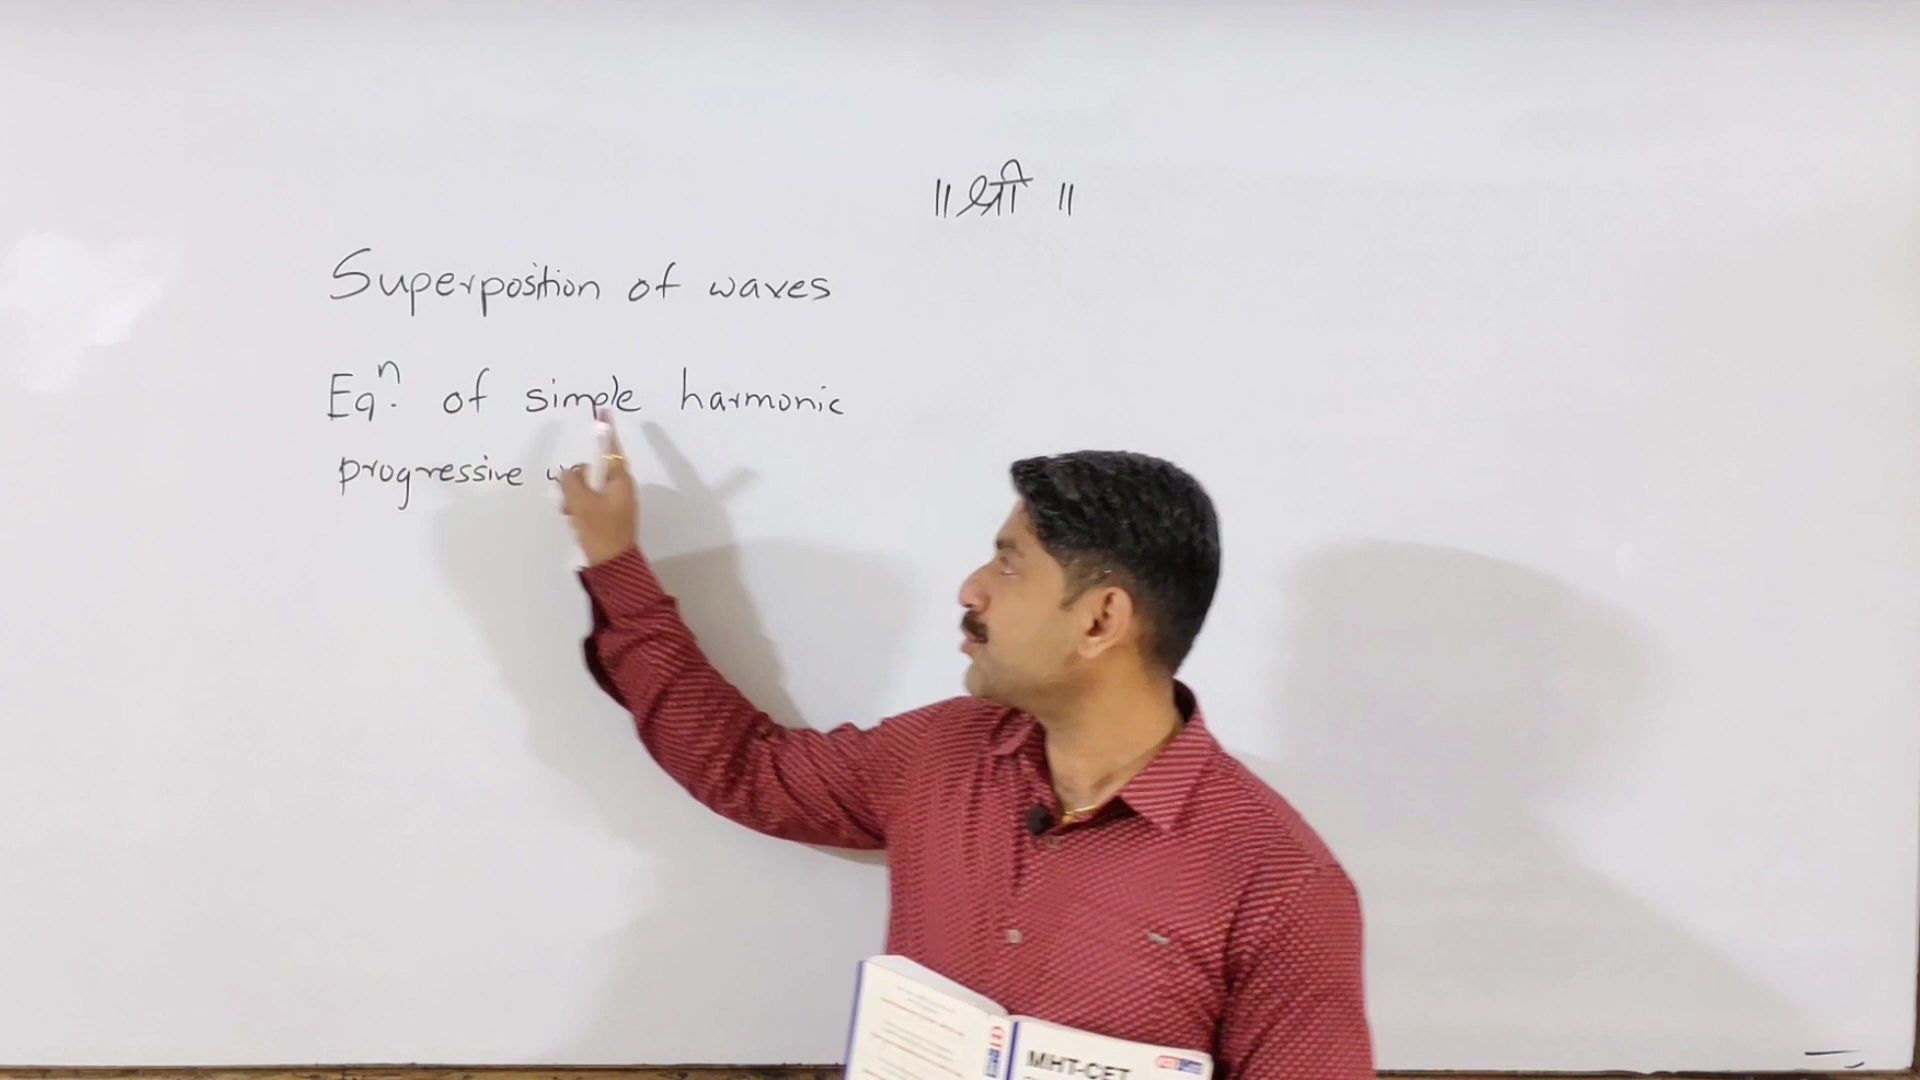 ॥ श्री ॥
Superposition of waves
Eqⁿ. of simple harmonic
progressive
MHT-CET